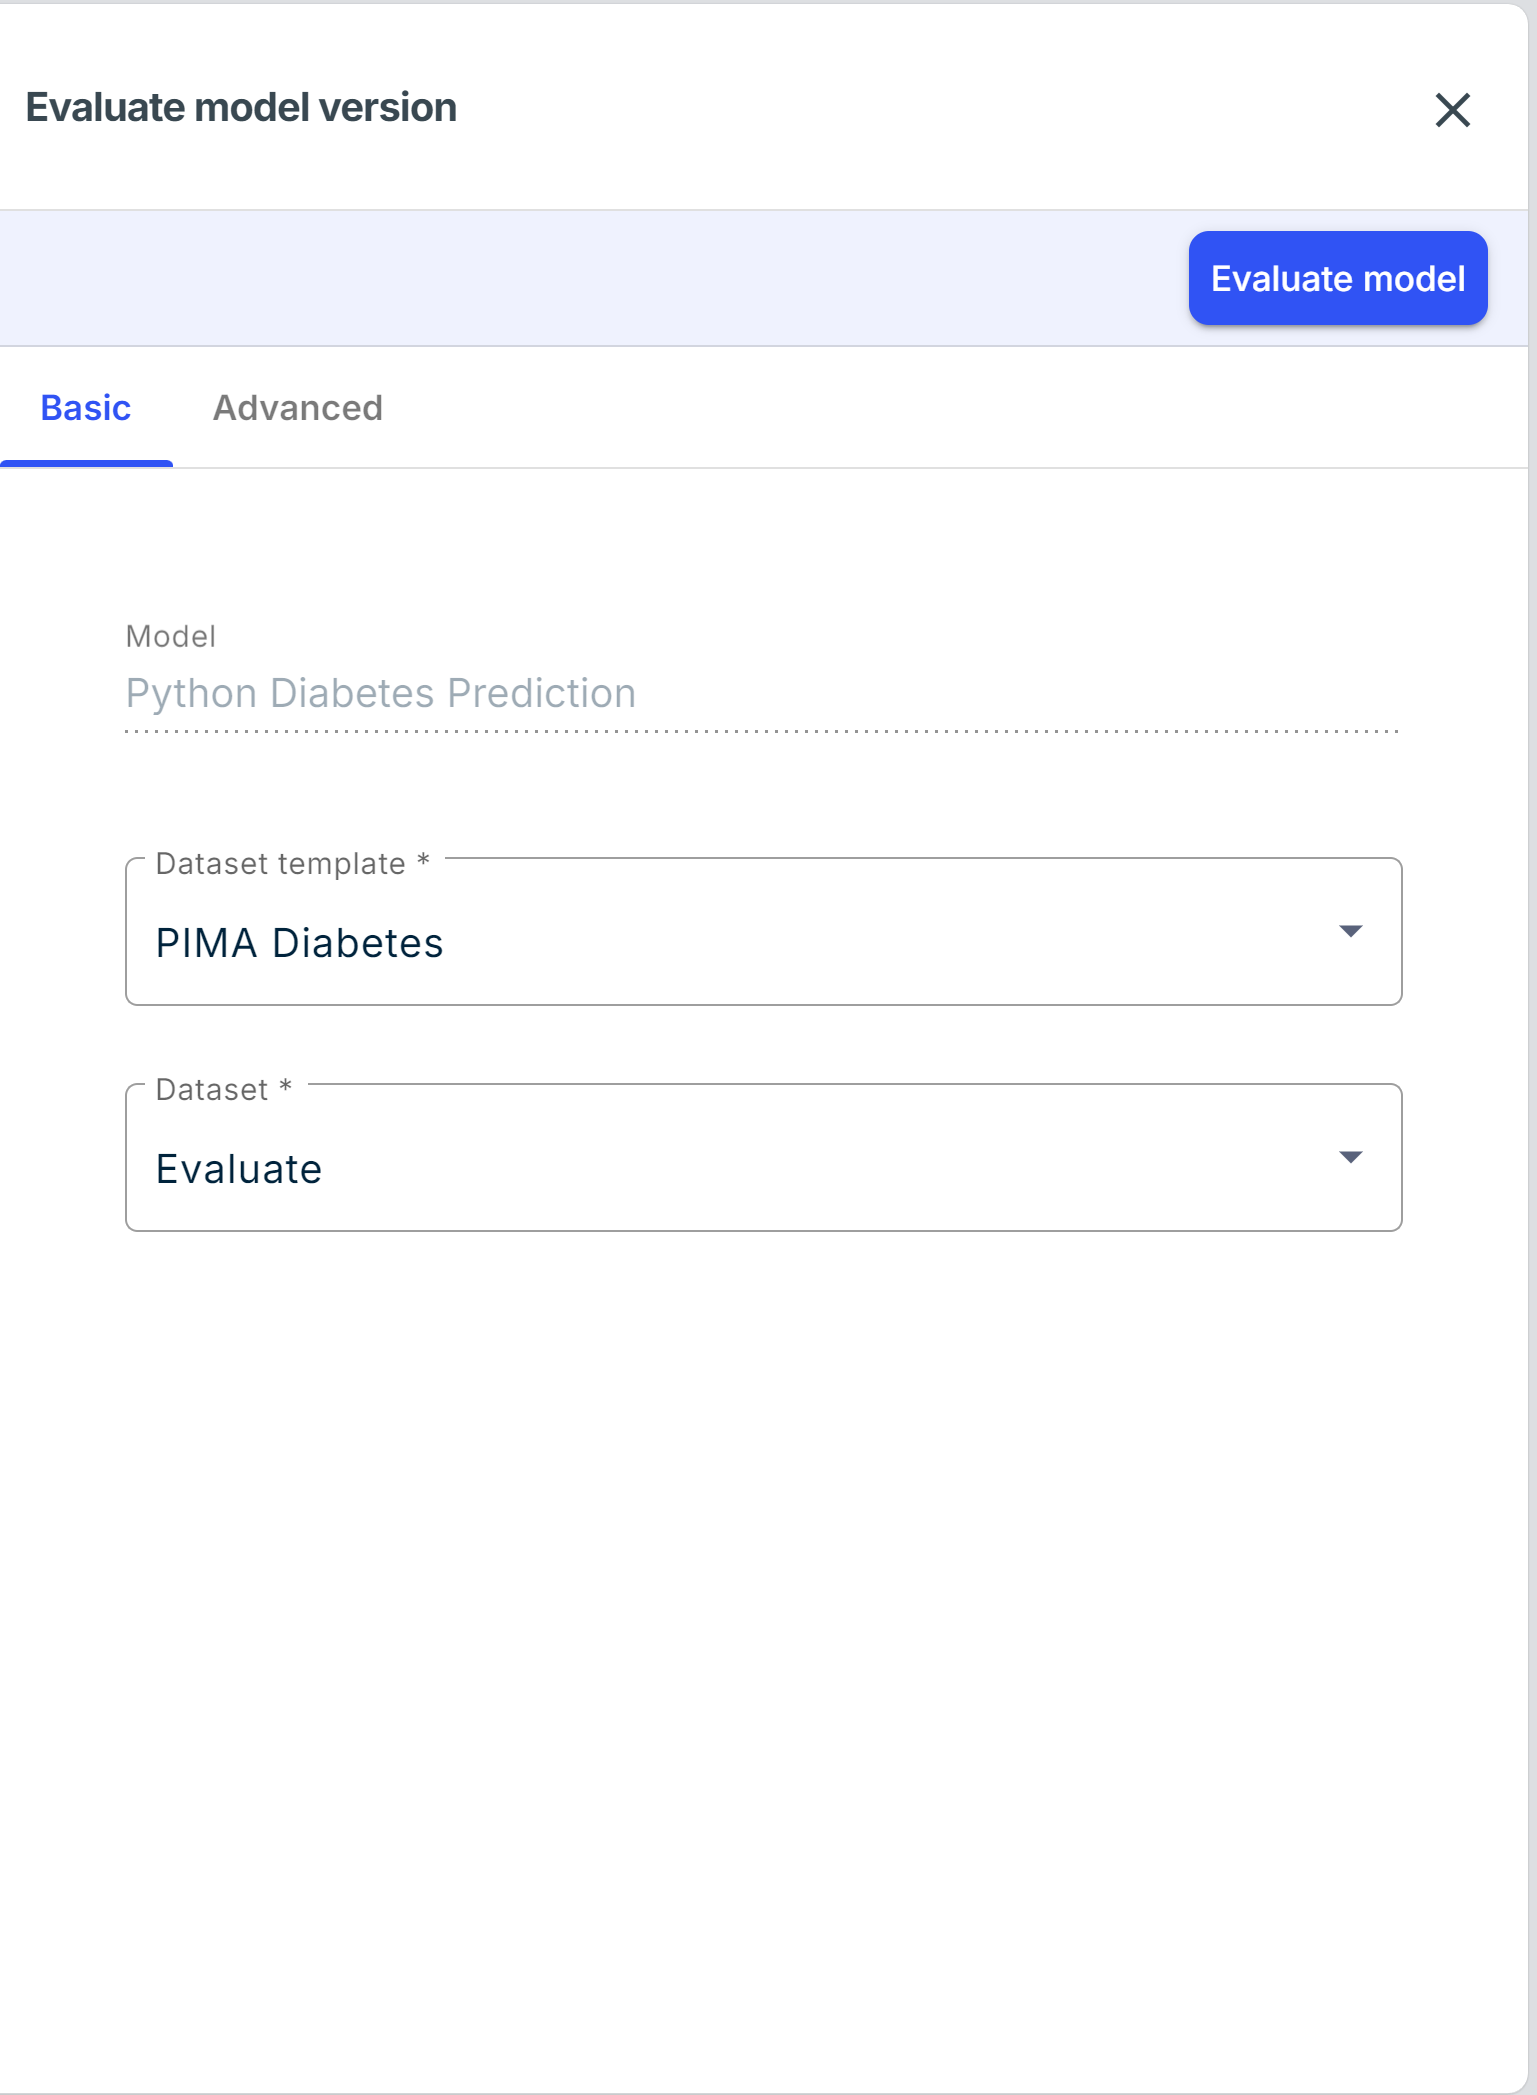 Evaluate model version
Evaluate model
Basic Advanced
Model
Python Diabetes Prediction
Dataset template *
PIMA Diabetes
Dataset *
Evaluate